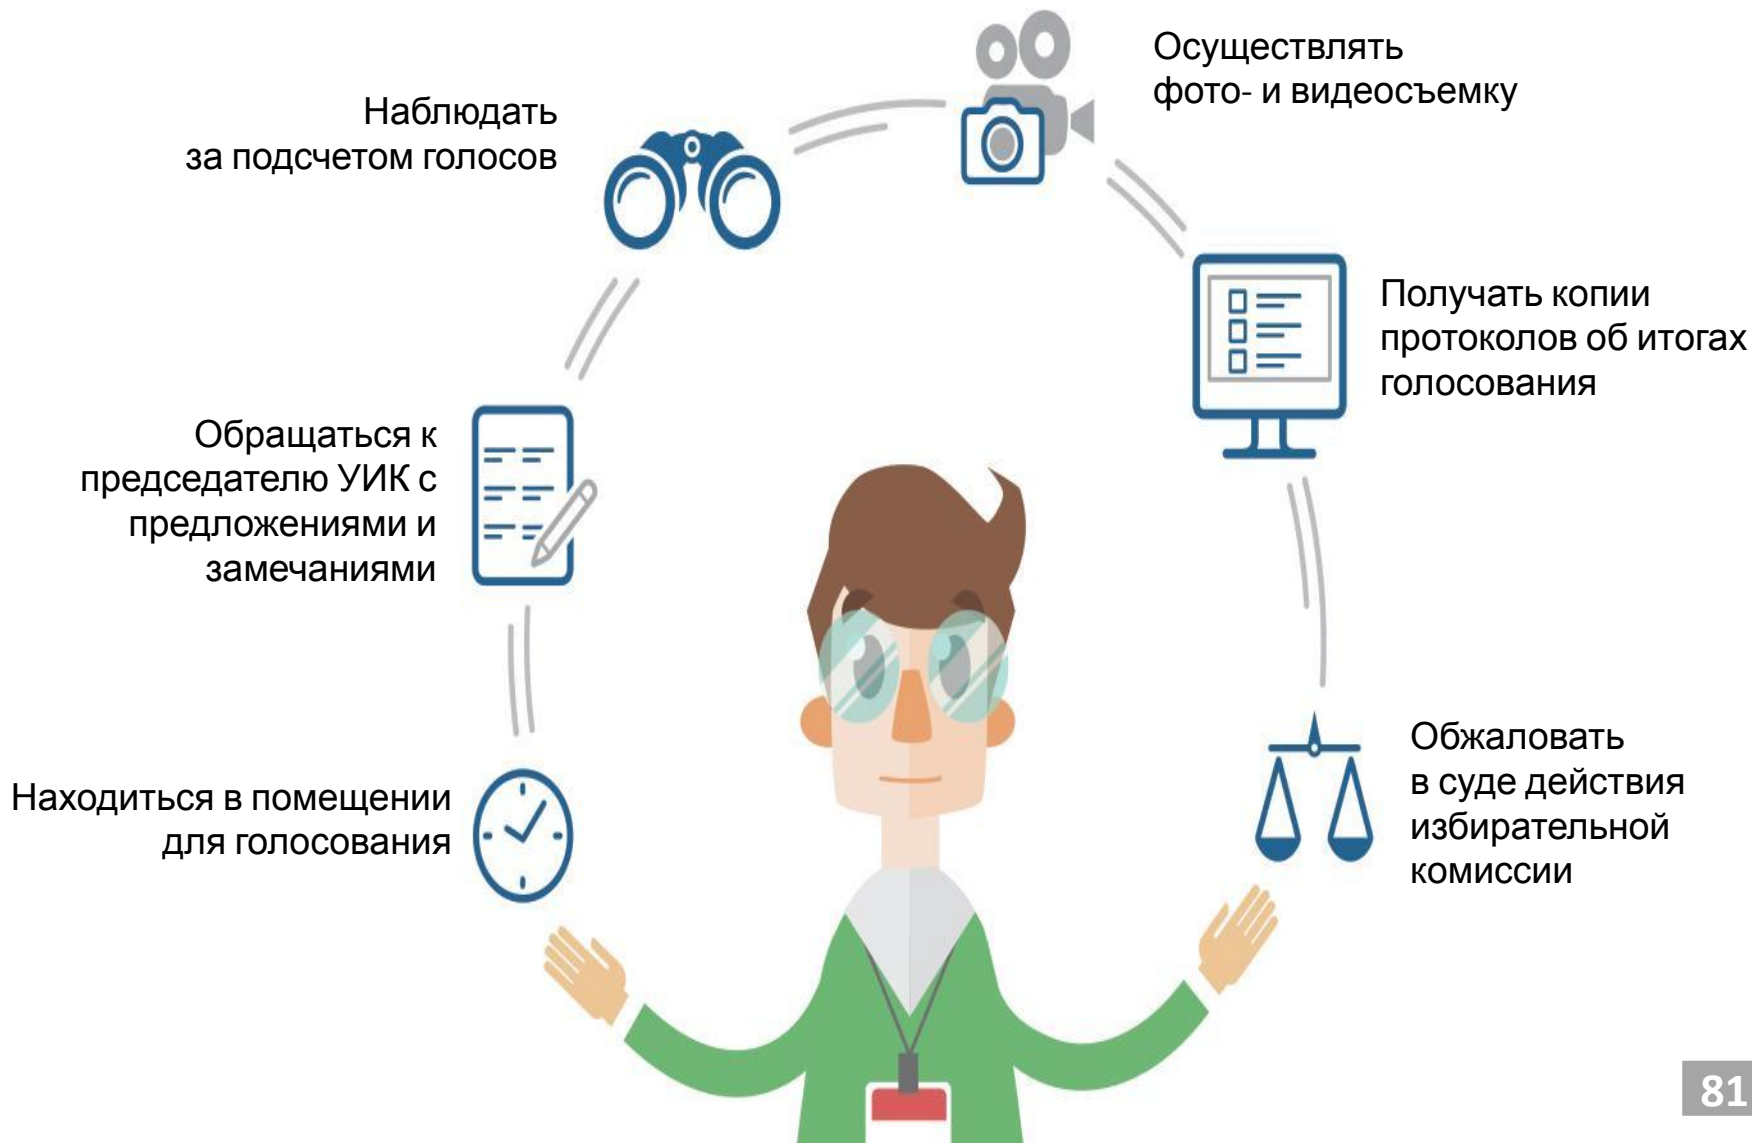 Осуществлять
фото- и видеосъемку
Наблюдать
за подсчетом голосов
Получать копии
протоколов об итогах
голосования
Обращаться к
председателю УИК с
предложениями и
замечаниями
Обжаловать
в суде действия
избирательной
комиссии
Находиться в помещении
для голосования
81